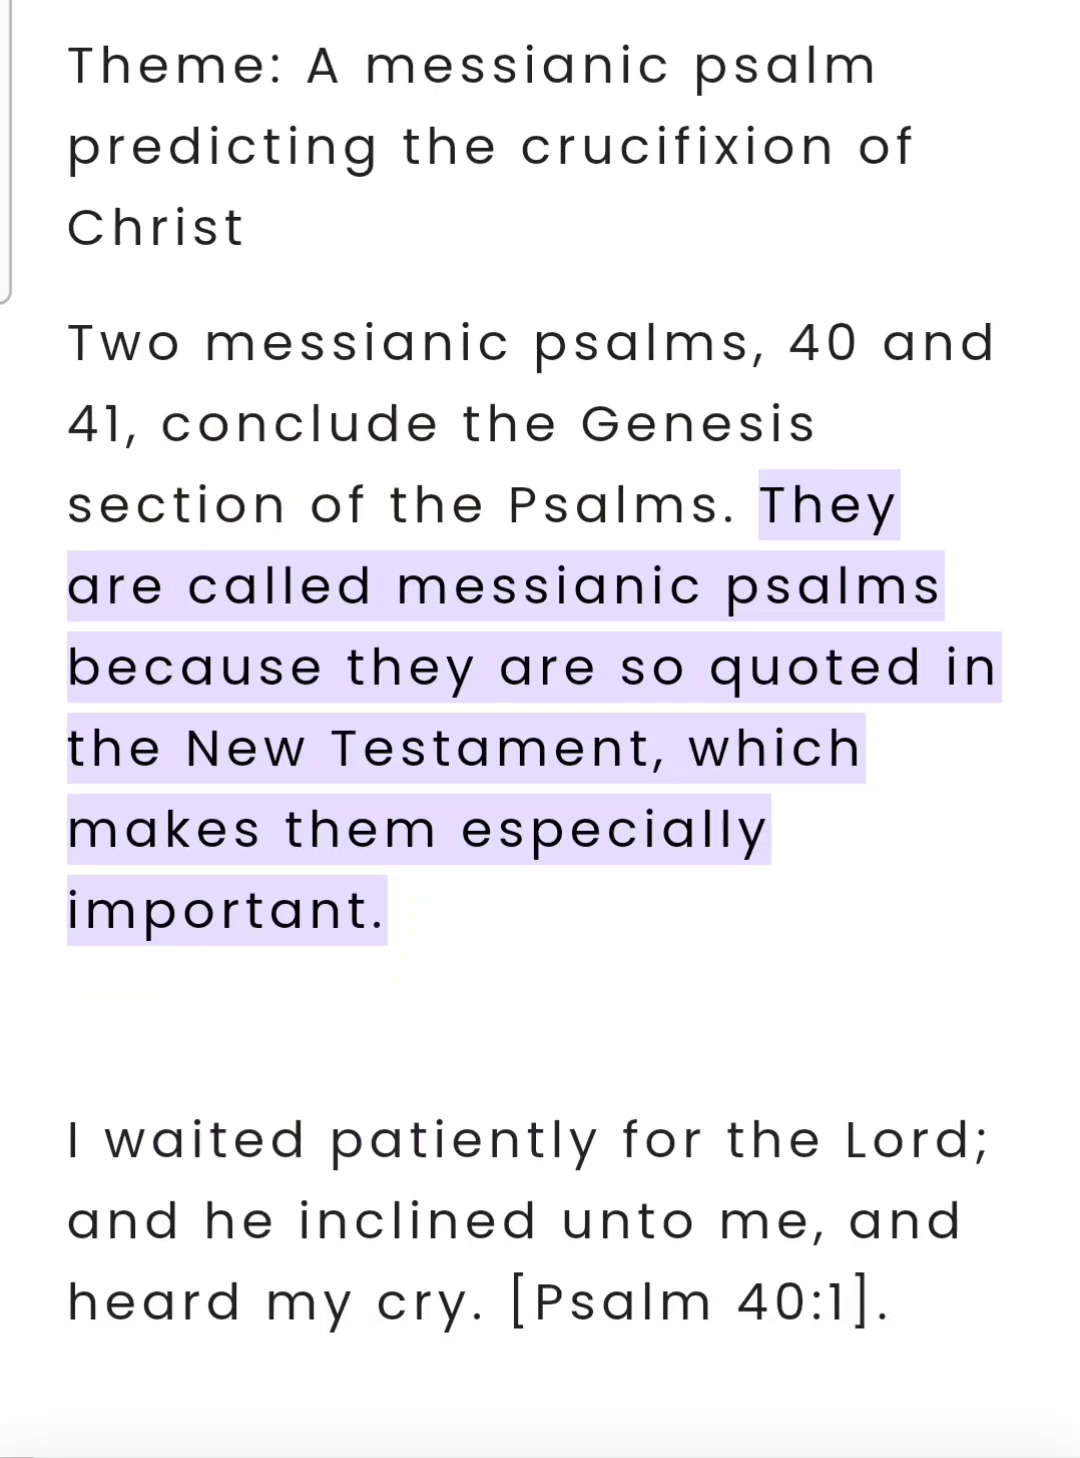 Theme: A messianic psalm
predicting the crucifixion of
Christ
Two messianic psalms, 40 and
41, conclude the Genesis
section of the Psalms. They
are called messianic psalms
because they are so quoted in
the New Testament, which
makes them especially
important.
I waited patiently for the Lord;
and he inclined unto me, and
heard my cry. [Psalm 40:1].